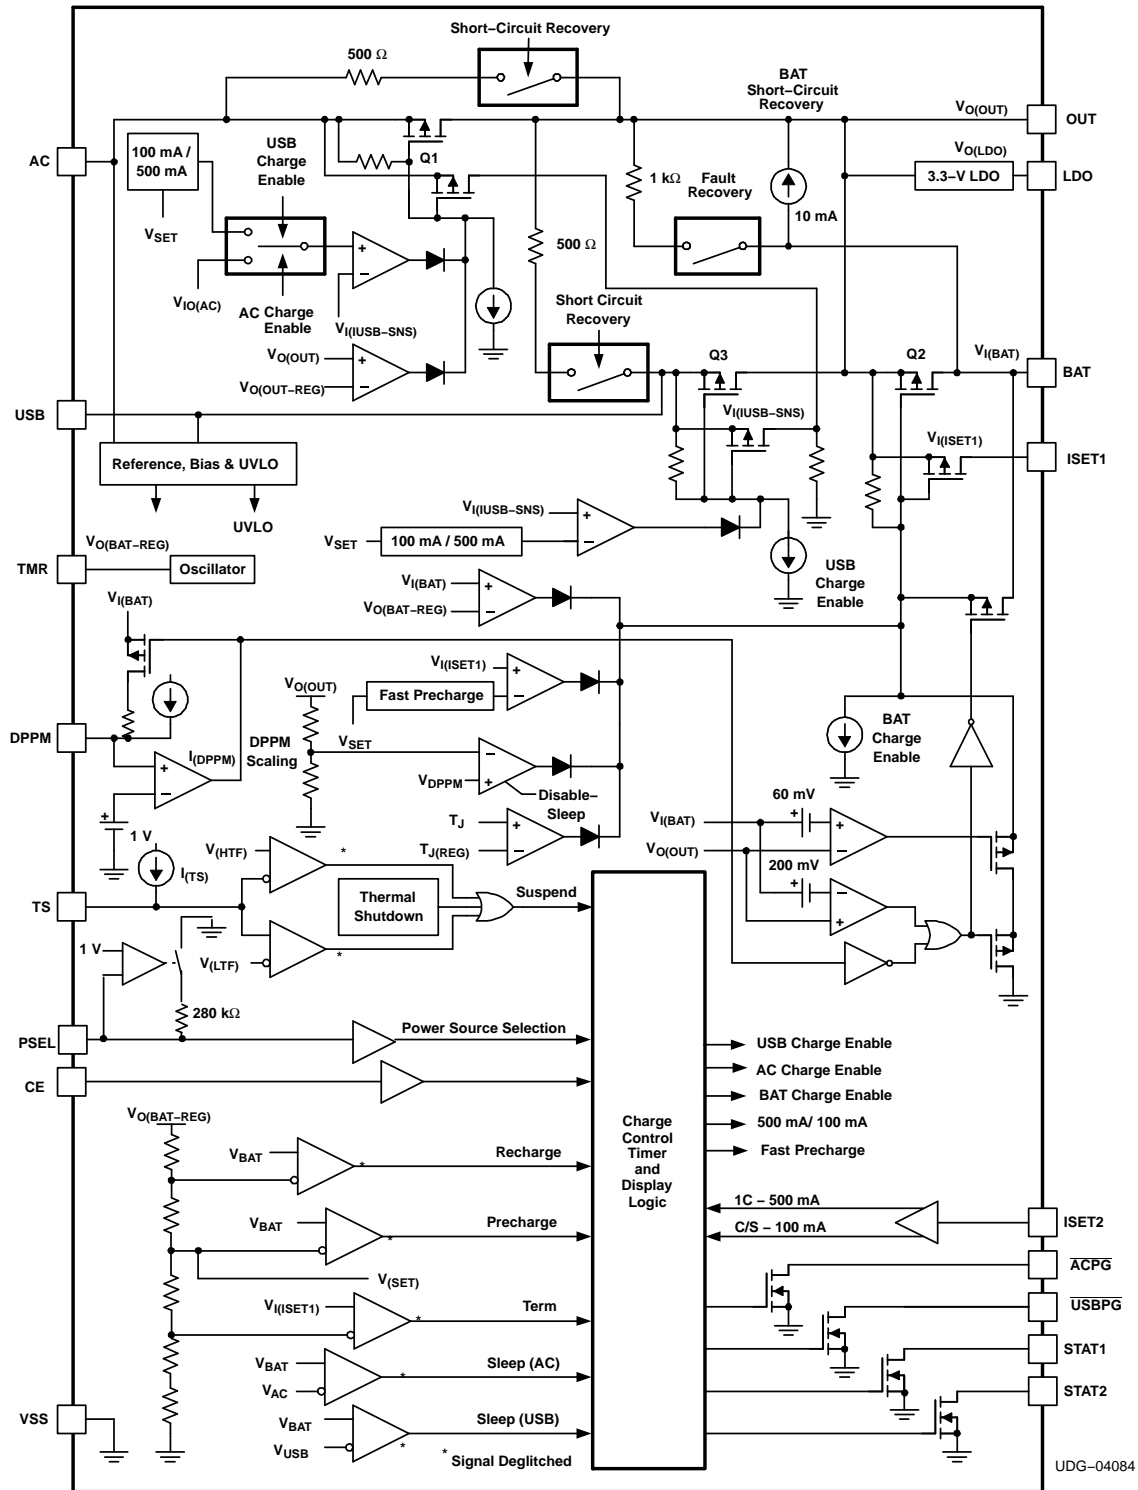 Short–Circuit Recovery
500 Ω
BAT
Short–Circuit
Recovery
VO(OUT)
OUT
AC
100 mA /
500 mA
USB
Charge
Enable
Q1
1 kΩ
Fault
Recovery
VO(LDO)
3.3–V LDO
LDO
10 mA
VSET
500 Ω
VIO(AC)
AC Charge
Enable
VI(IUSB–SNS)
Short Circuit
Recovery
VO(OUT)
VO(OUT–REG)
Q3
Q2
VI(BAT)
BAT
USB
VI(IUSB–SNS)
VI(ISET1)
ISET1
Reference, Bias & UVLO
UVLO
VI(IUSB–SNS)
VSET
100 mA / 500 mA
USB
Charge
Enable
VO(BAT–REG)
TMR
Oscillator
VI(BAT)
VO(BAT–REG)
VI(BAT)
VI(ISET1)
Fast Precharge
VO(OUT)
VSET
DPPM
DPPM
Scaling
I(DPPM)
VDPPM
Disable–
Sleep
BAT
Charge
Enable
1 V
TJ
TJ(REG)
60 mV
VI(BAT)
VO(OUT)
200 mV
V(HTF)
*
I(TS)
TS
Thermal
Shutdown
Suspend
1 V
V(LTF)
*
280 kΩ
PSEL
Power Source Selection
CE
USB Charge Enable
AC Charge Enable
BAT Charge Enable
500 mA/ 100 mA
Fast Precharge
Charge
Control
Timer
and
Display
Logic
VO(BAT–REG)
VBAT
*
Recharge
VBAT
*
Precharge
V(SET)
1C – 500 mA
C/S – 100 mA
ISET2
ACPG
VI(ISET1)
*
Term
USBPG
VBAT
VAC
*
Sleep (AC)
STAT1
STAT2
VSS
VBAT
VUSB
*
Sleep (USB)
* Signal Deglitched
UDG–04084